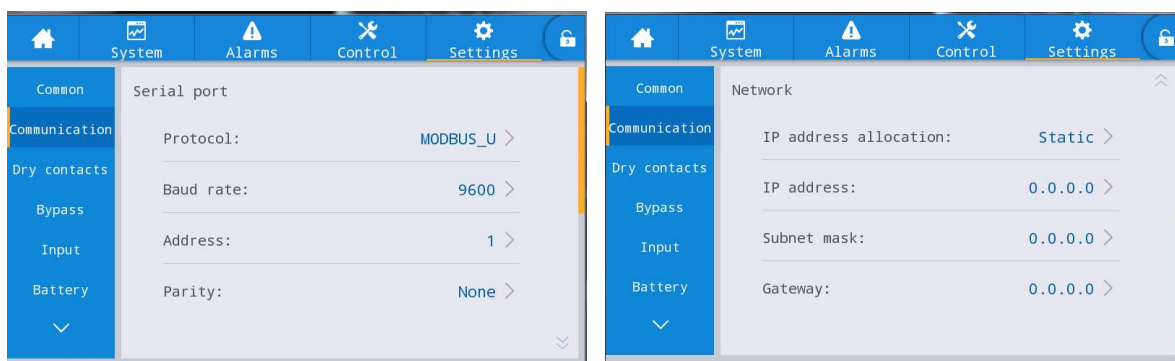 System Alarms Control Settings
Common
Communication
Dry contacts
Bypass
Input
Battery
Serial port
Protocol: MODBUS_U
Baud rate: 9600
Address: 1
Parity: None
System Alarms Control Settings
Common
Communication
Dry contacts
Bypass
Input
Battery
Network
IP address allocation: Static
IP address: 0.0.0.0
Subnet mask: 0.0.0.0
Gateway: 0.0.0.0